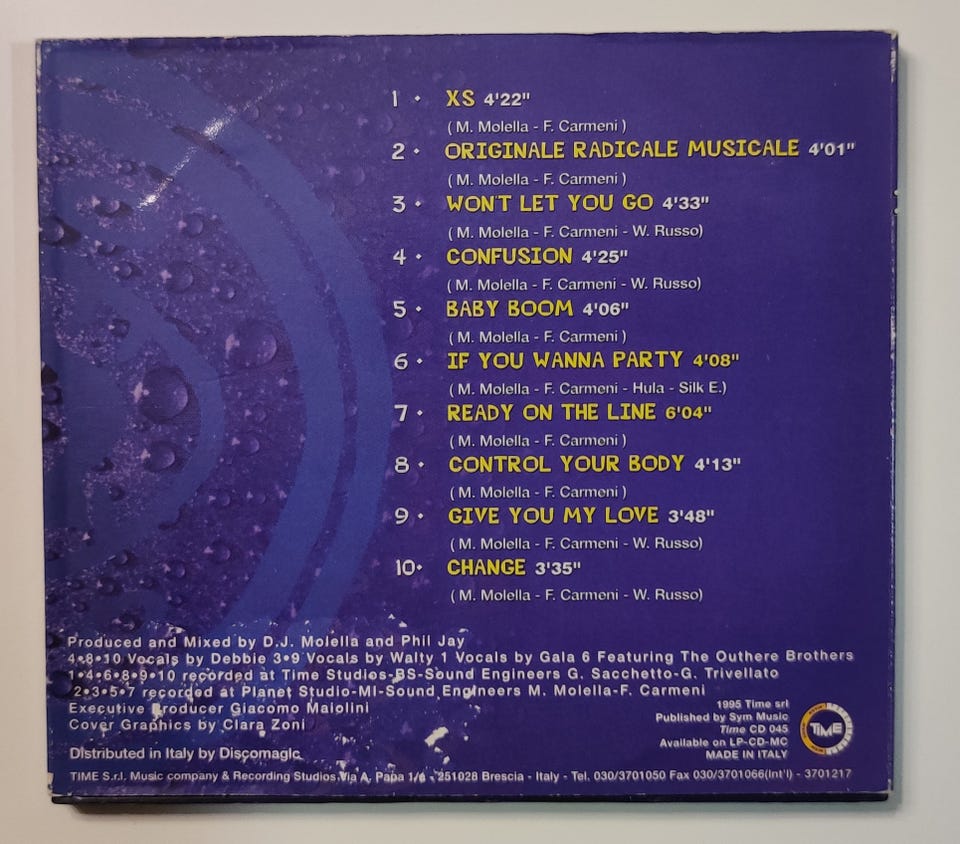 1 • XS 4'22"
( M. Molella - F. Carmeni )
2 • ORIGINALE RADICALE MUSICALE 4'01"
( M. Molella - F. Carmeni )
3 • WON'T LET YOU GO 4'33"
( M. Molella - F. Carmeni - W. Russo)
4 • CONFUSION 4'25"
( M. Molella - F. Carmeni - W. Russo)
5 • BABY BOOM 4'06"
( M. Molella - F. Carmeni )
6 • IF YOU WANNA PARTY 4'08"
( M. Molella - F. Carmeni - Hula - Silk E.)
7 • READY ON THE LINE 6'04"
( M. Molella - F. Carmeni )
8 • CONTROL YOUR BODY 4'13"
( M. Molella - F. Carmeni )
9 • GIVE YOU MY LOVE 3'48"
( M. Molella - F. Carmeni - W. Russo)
10• CHANGE 3'35"
( M. Molella - F. Carmeni - W. Russo)
Produced and Mixed by D.J. Molella and Phil Jay
4•8•10 Vocals by Debbie 3•9 Vocals by Walty 1 Vocals by Gala 6 Featuring The Outhere Brothers
1•4•6•8•9•10 recorded at Time Studios-BS-Sound Engineers G. Sacchetto-G. Trivellato
2•3•5•7 recorded at Planet Studio-MI-Sound Engineers M. Molella-F. Carmeni
Executive Producer Giacomo Maiolini
Cover Graphics by Clara Zoni
Distributed in Italy by Discomagic
1995 Time srl
Published by Sym Music
Time CD 045
Available on LP-CD-MC
MADE IN ITALY
TIME
TIME S.r.l. Music company & Recording Studios Via A. Papa 1/a - 251028 Brescia - Italy - Tel. 030/3701050 Fax 030/3701066(Int'l) - 3701217